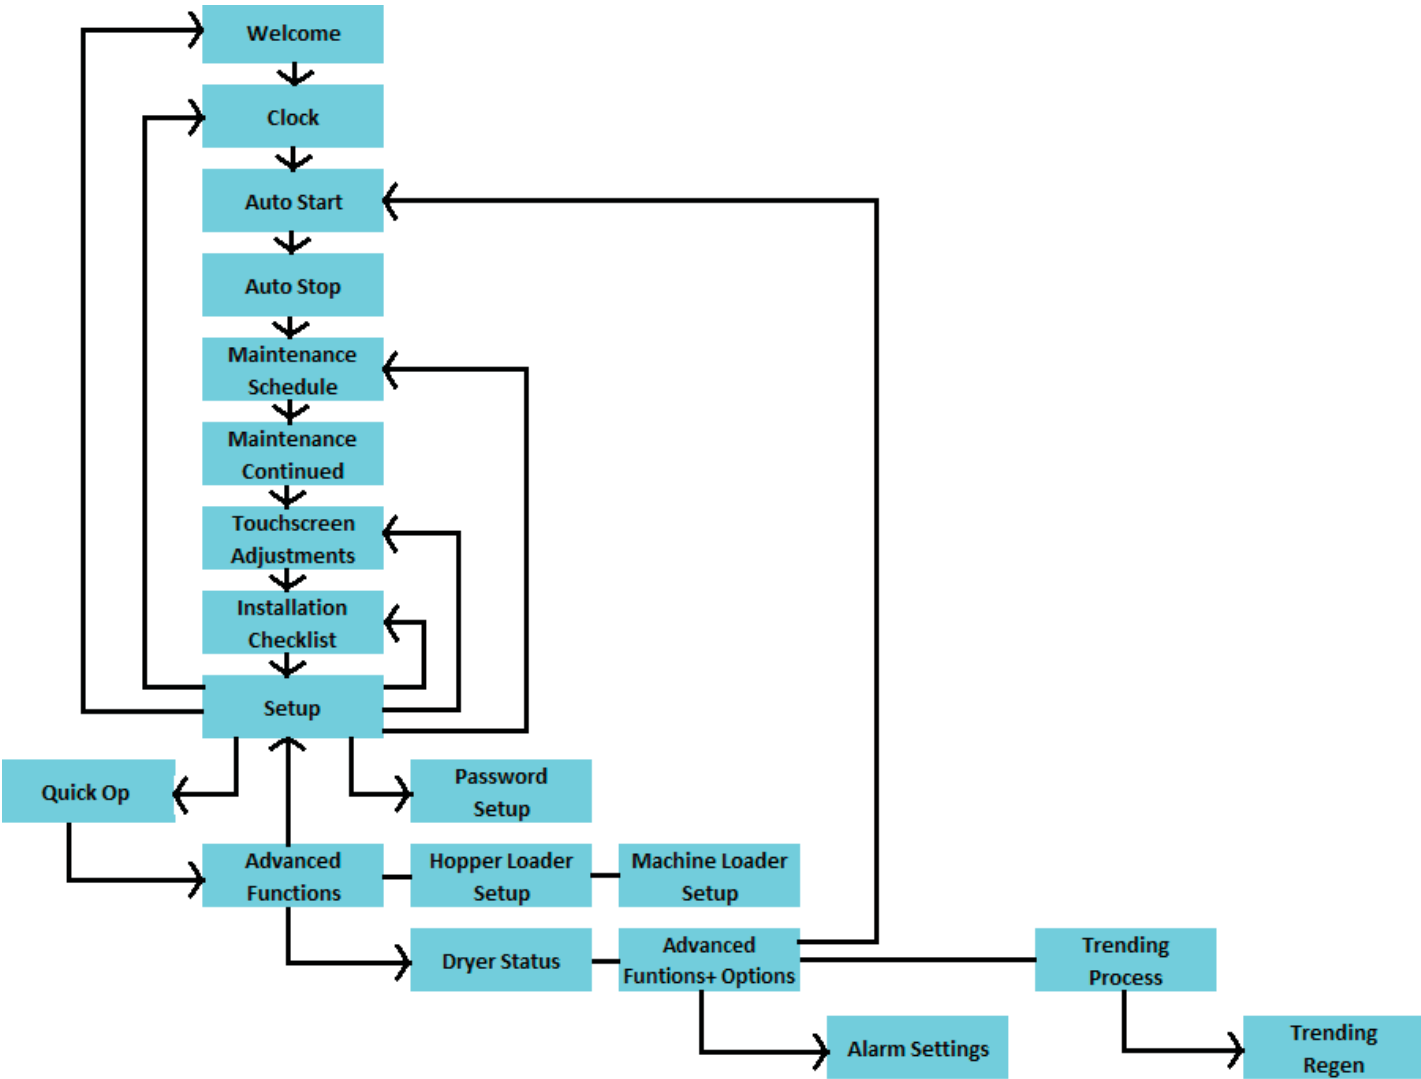 Welcome
Clock
Auto Start
Auto Stop
Maintenance
Schedule
Maintenance
Continued
Touchscreen
Adjustments
Installation
Checklist
Setup
Quick Op
Password
Setup
Advanced
Functions
Hopper Loader
Setup
Machine Loader
Setup
Dryer Status
Advanced
Funtions+ Options
Trending
Process
Alarm Settings
Trending
Regen